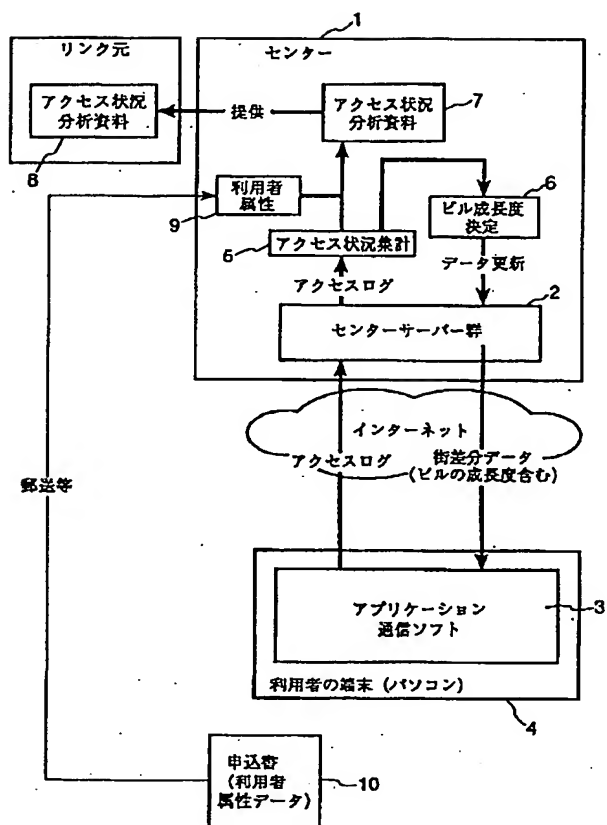 1
リンク元
センター
アクセス状況
分析資料
8
提供
アクセス状況
分析資料
7
利用者
属性
9
ビル成長度
決定
6
アクセス状況集計
5
データ更新
アクセスログ
2
センターサーバー群
インターネット
アクセスログ
街差分データ
(ビルの成長度含む)
郵送等
アプリケーション
通信ソフト
3
利用者の端末 (パソコン)
4
申込書
(利用者
属性データ)
10